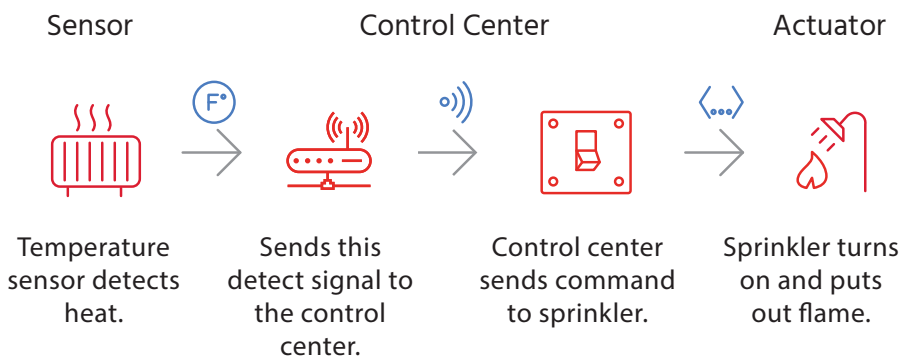 Sensor
Control Center
Actuator
F°
Temperature
sensor detects
heat.
Sends this
detect signal to
the control
center.
Control center
sends command
to sprinkler.
Sprinkler turns
on and puts
out flame.